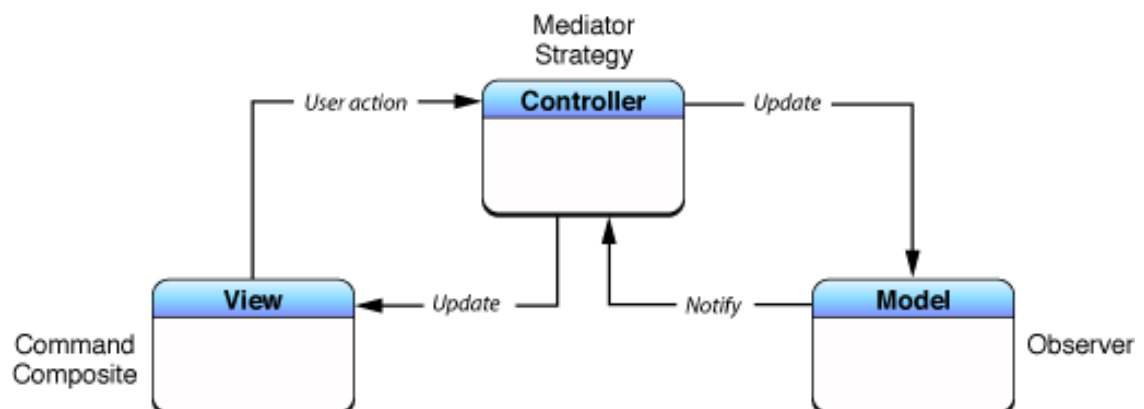 Mediator
Strategy
Controller
User action
Update
View
Update
Notify
Model
Command
Composite
Observer